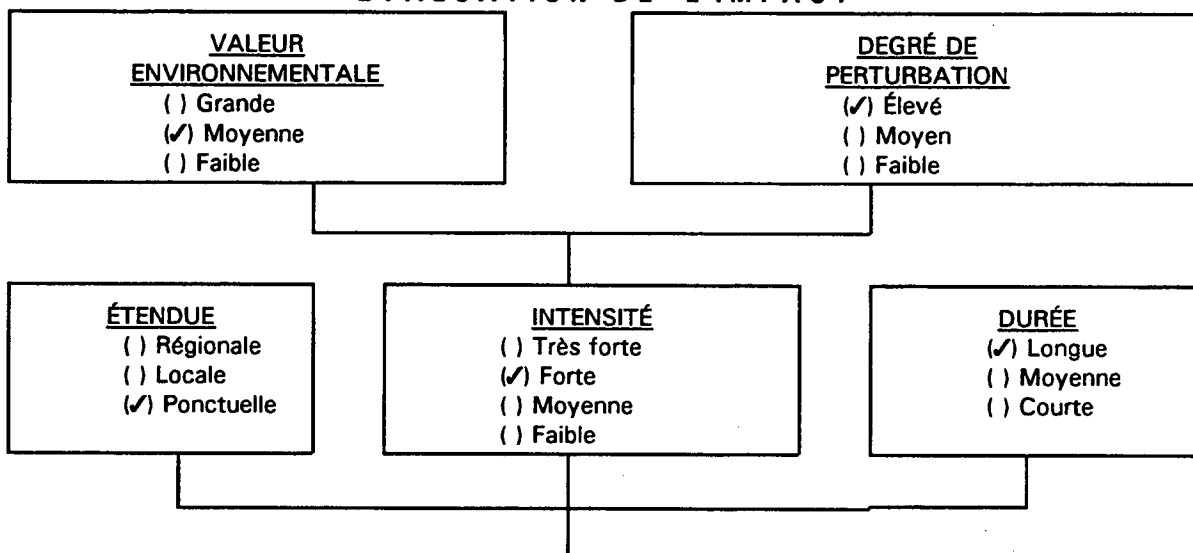 VALEUR
ENVIRONNEMENTALE
( ) Grande
(✓) Moyenne
( ) Faible
DEGRÉ DE
PERTURBATION
(✓) Élevé
( ) Moyen
( ) Faible
ÉTENDUE
( ) Régionale
( ) Locale
(✓) Ponctuelle
INTENSITÉ
( ) Très forte
(✓) Forte
( ) Moyenne
( ) Faible
DURÉE
(✓) Longue
( ) Moyenne
( ) Courte